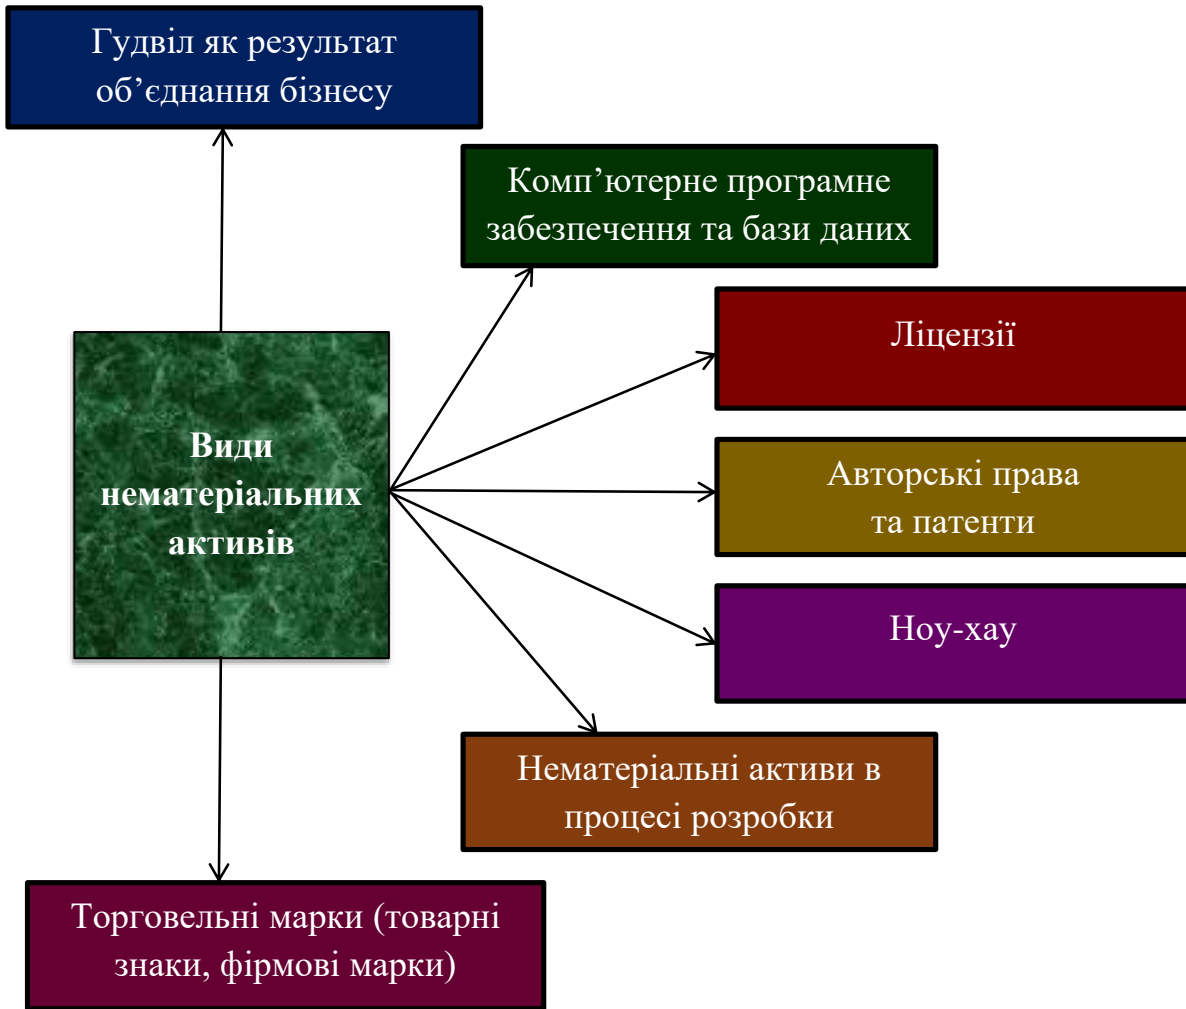 Гудвіл як результат
об’єднання бізнесу
Комп’ютерне програмне
забезпечення та бази даних
Ліцензії
Види
нематеріальних
активів
Авторські права
та патенти
Ноу-хау
Нематеріальні активи в
процесі розробки
Торговельні марки (товарні
знаки, фірмові марки)